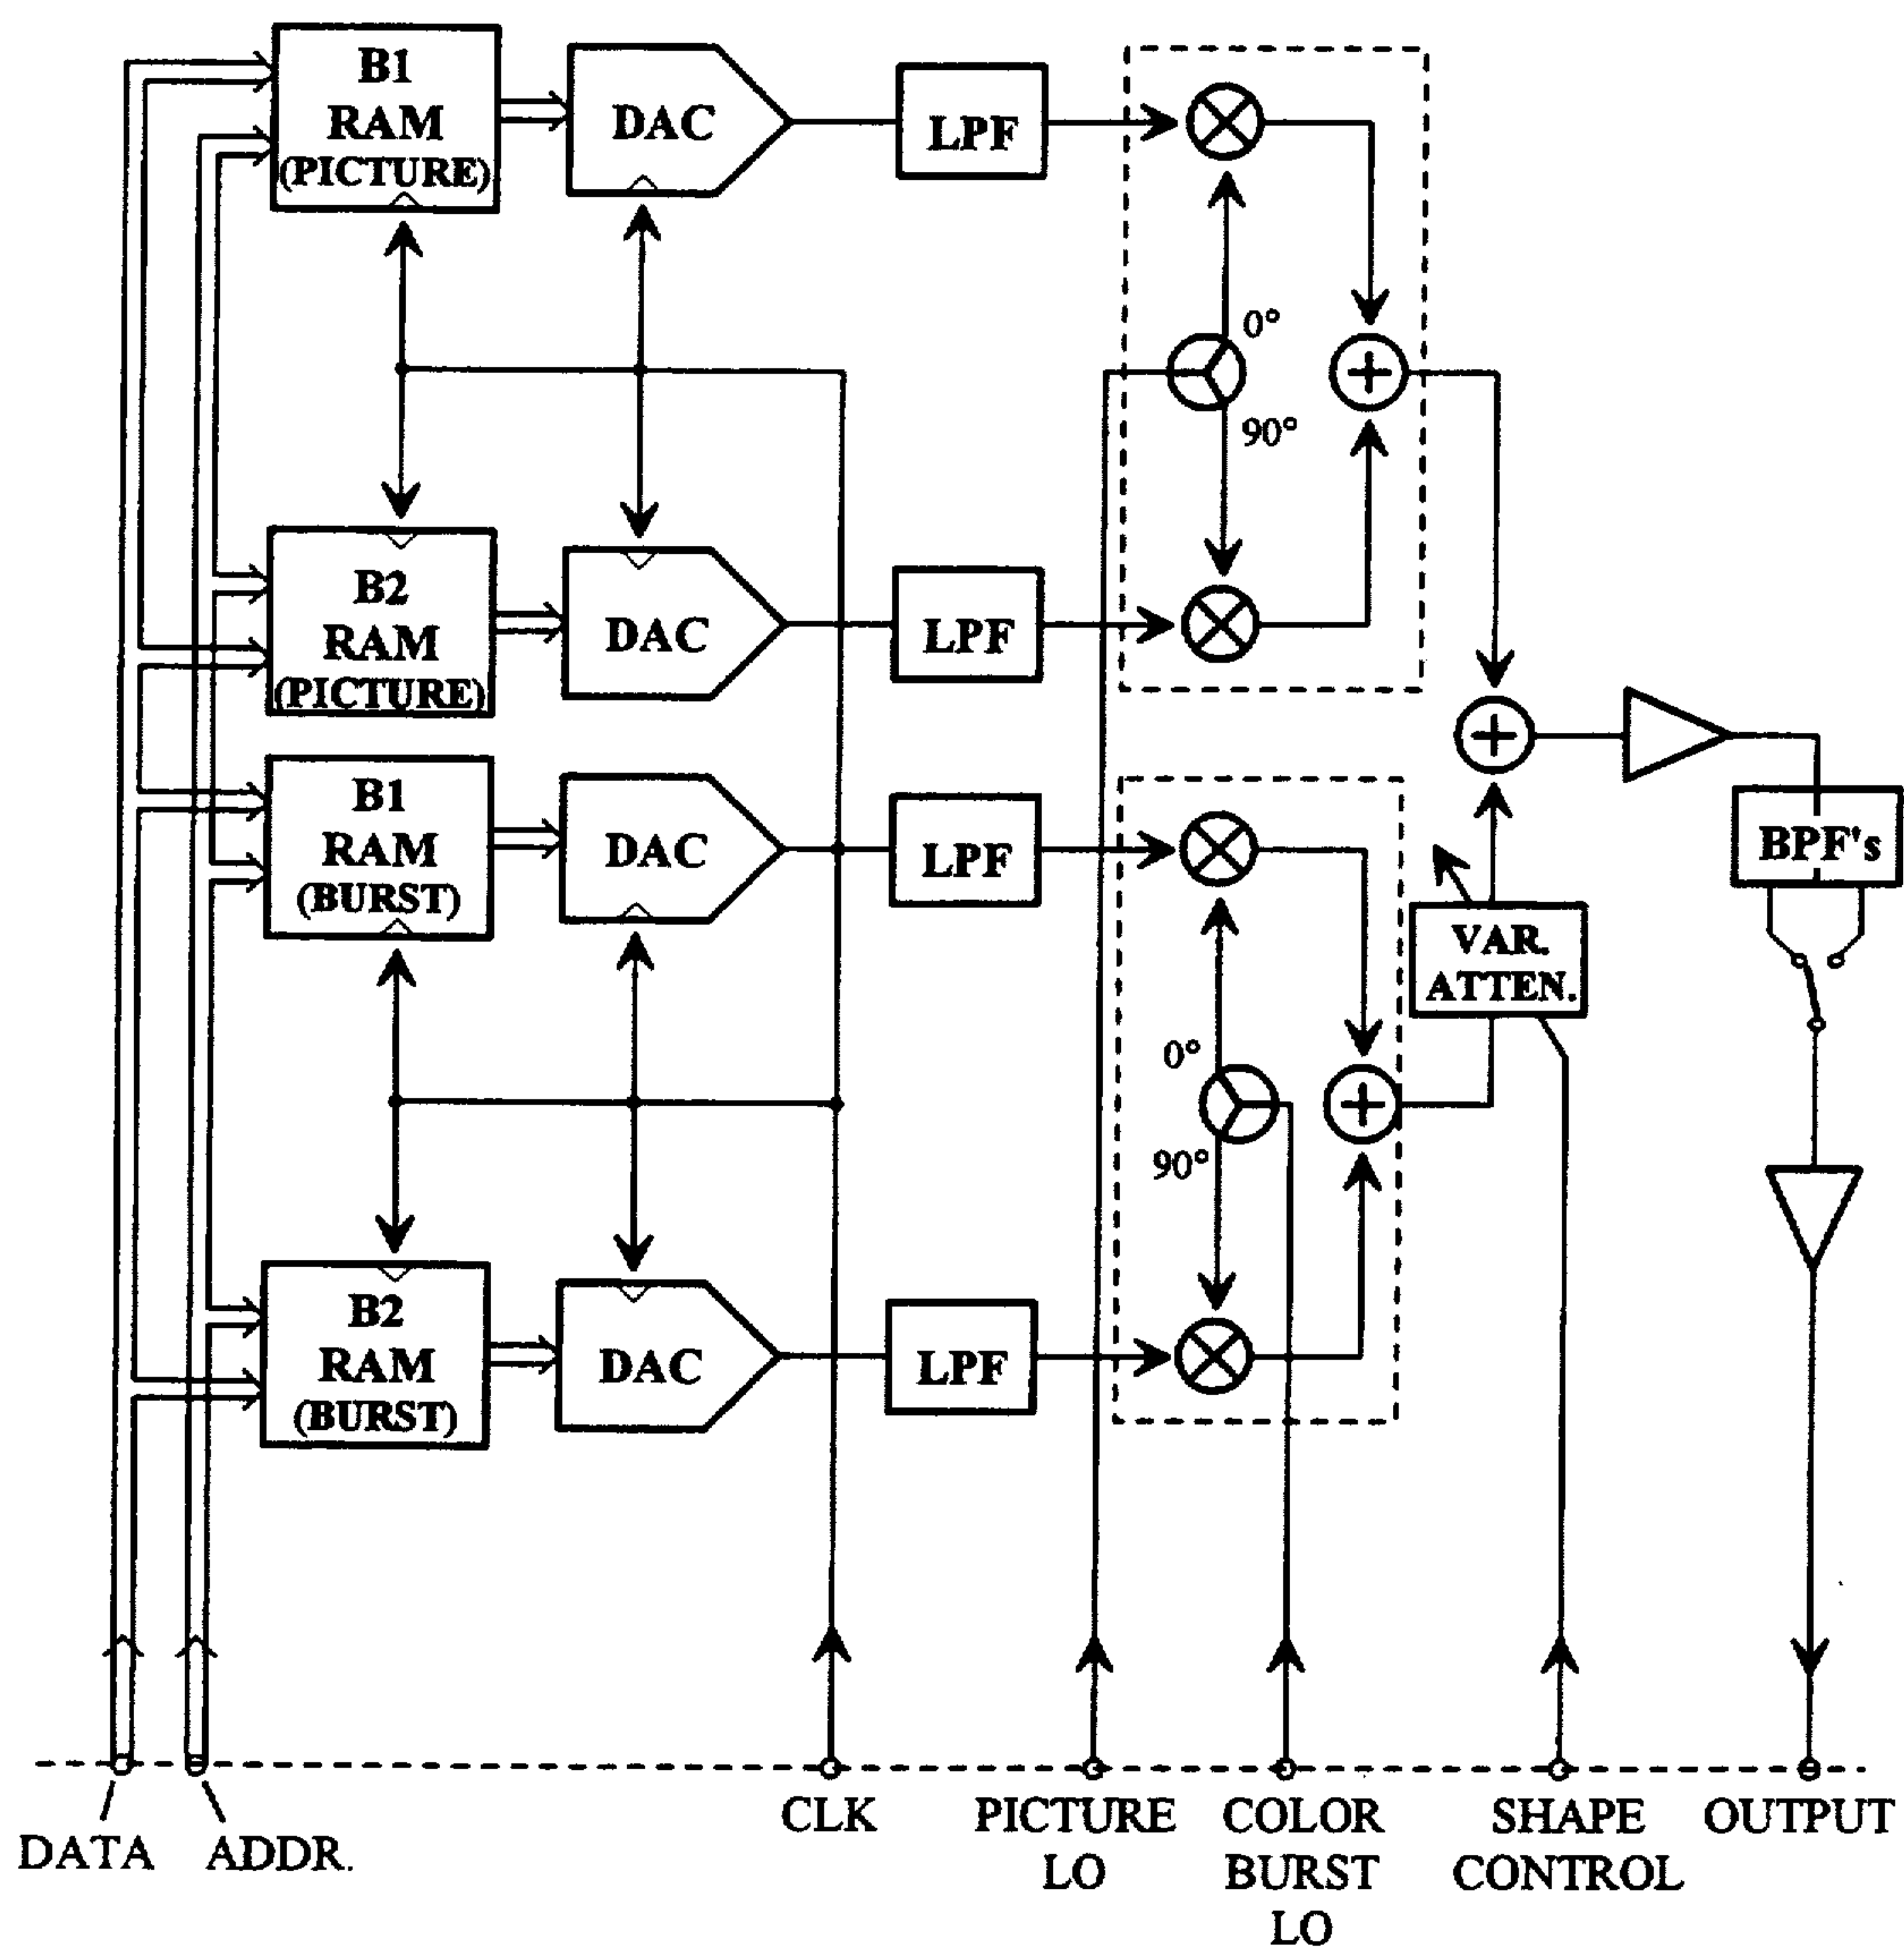 B1
RAM
(PICTURE)
DAC
LPF
0°
90°
B2
RAM
(PICTURE)
DAC
LPF
B1
RAM
(BURST)
DAC
LPF
BPF's
VAR.
ATTEN.
0°
90°
B2
RAM
(BURST)
DAC
LPF
DATA
ADDR.
CLK
PICTURE
LO
COLOR
BURST
LO
SHAPE
CONTROL
OUTPUT